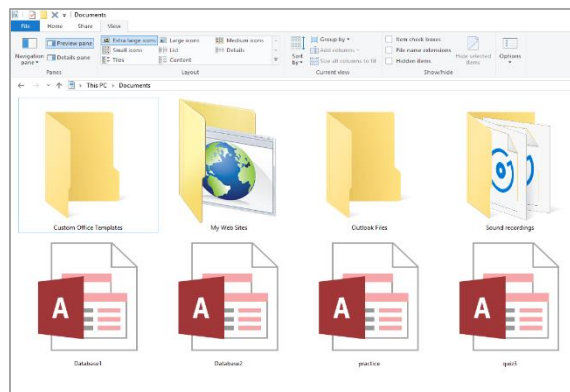 Documents
File Home Share View
Navigation pane
Preview pane
Details pane
Extra large icons Large icons Medium icons
Small icons List Details
Tiles Content
Sort by
Group by
Add columns
Size all columns to fit
Item check boxes
File name extensions
Hidden items
Hide selected items
Options
Panes Layout Current view Show/hide
This PC > Documents
Custom Office Templates My Web Sites Outlook Files Sound recordings
A A A A
Database1 Database2 practice